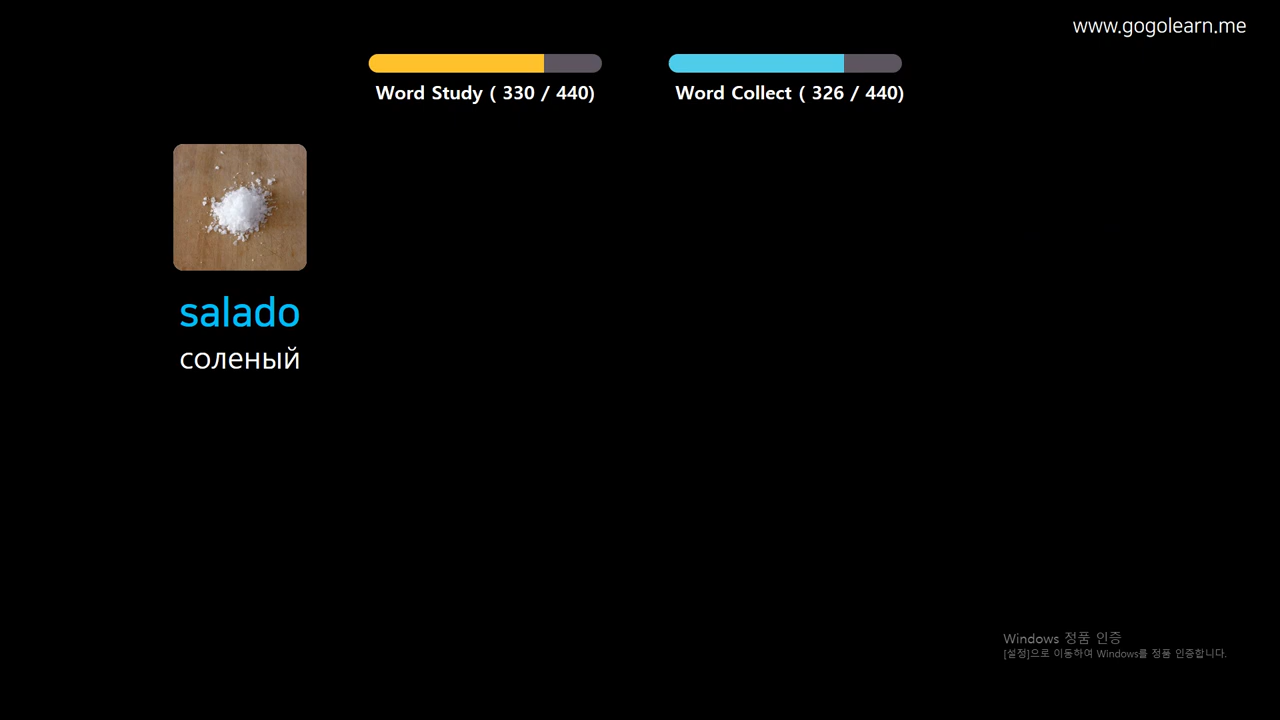 www.gogolearn.me
Word Study ( 330 / 440)
Word Collect ( 326 / 440)
salado
соленый
Windows 정품 인증
[설정]으로 이동하여 Windows를 정품 인증합니다.